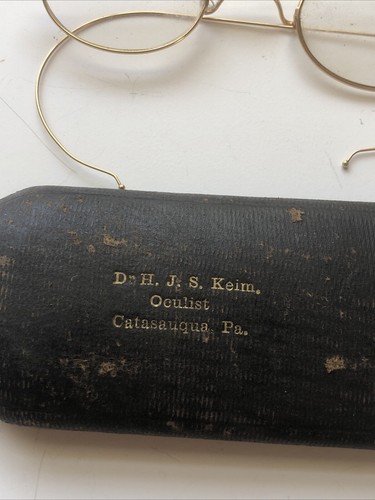 Dr H. J. S. Keim.
Oculist
Catasauqua Pa.